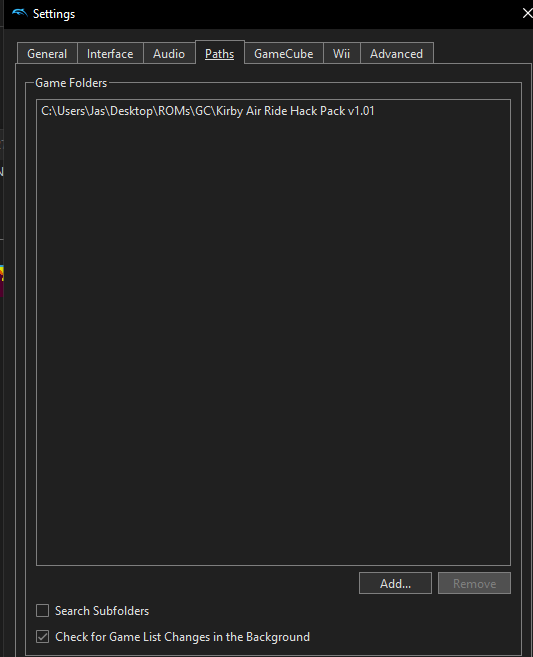 Settings
General Interface Audio Paths GameCube Wii Advanced
Game Folders
C:\Users\Jas\Desktop\ROMs\GC\Kirby Air Ride Hack Pack v1.01
Add... Remove
Search Subfolders
Check for Game List Changes in the Background